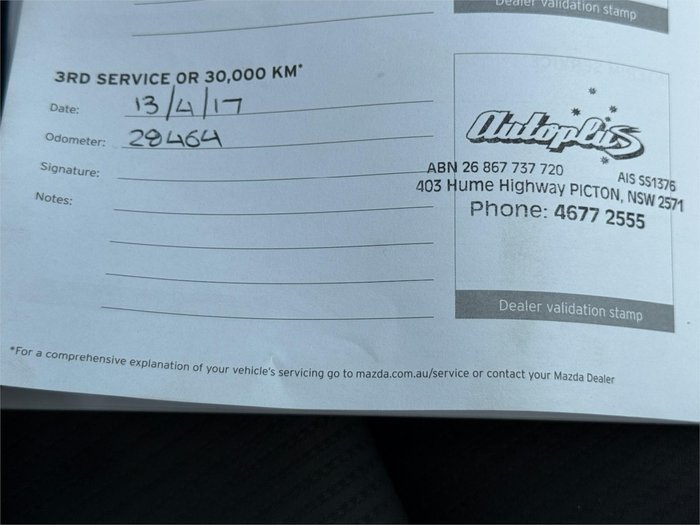 Dealer validation stamp
3RD SERVICE OR 30,000 KM*
Date: 13/4/17
Odometer: 29464
Signature:
Notes:
Autoplus
ABN 26 867 737 720 AIS SS1376
403 Hume Highway PICTON, NSW 2571
Phone: 4677 2555
Dealer validation stamp
*For a comprehensive explanation of your vehicle's servicing go to mazda.com.au/service or contact your Mazda Dealer